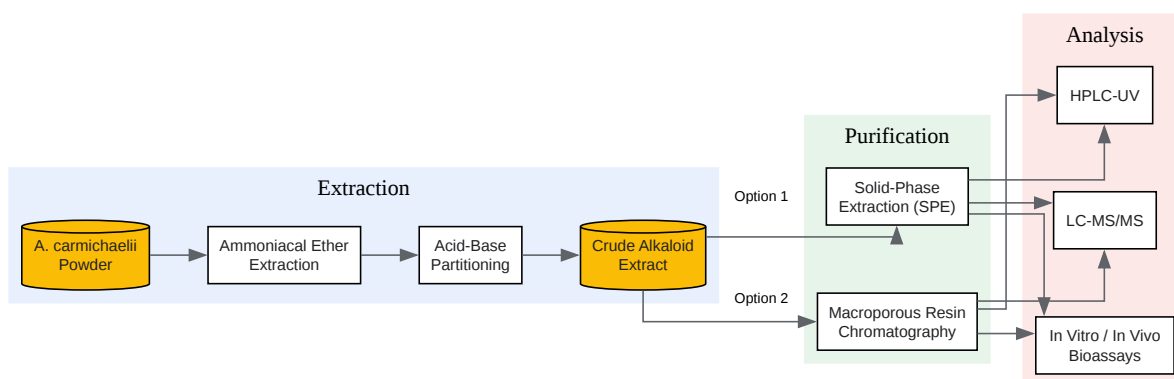 Extraction
A. carmichaelii
Powder
Ammoniacal Ether
Extraction
Acid-Base
Partitioning
Crude Alkaloid
Extract
Option 1
Option 2
Purification
Solid-Phase
Extraction (SPE)
Macroporous Resin
Chromatography
Analysis
HPLC-UV
LC-MS/MS
In Vitro / In Vivo
Bioassays